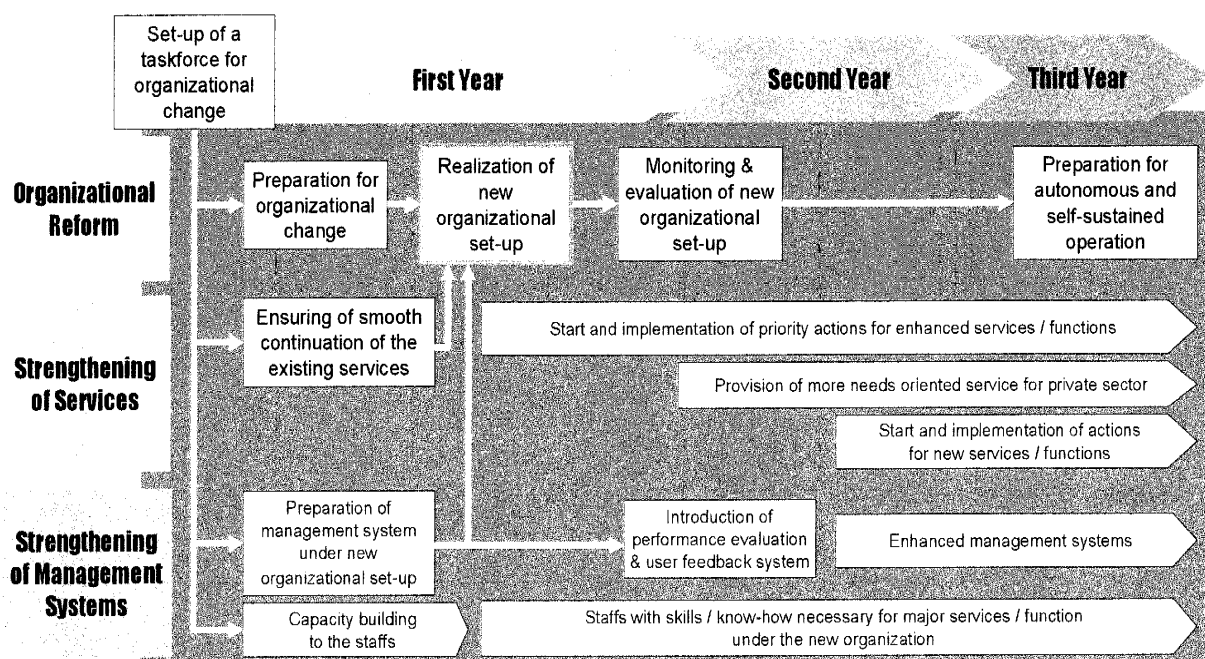 Set-up of a
taskforce for
organizational
change
First Year
Second Year
Third Year
Organizational
Reform
Preparation for
organizational
change
Realization of
new
organizational
set-up
Monitoring &
evaluation of new
organizational
set-up
Preparation for
autonomous and
self-sustained
operation
Strengthening
of Services
Ensuring of smooth
continuation of the
existing services
Start and implementation of priority actions for enhanced services / functions
Provision of more needs oriented service for private sector
Start and implementation of actions
for new services / functions
Strengthening
of Management
Systems
Preparation of
management system
under new
organizational set-up
Introduction of
performance evaluation
& user feedback system
Enhanced management systems
Capacity building
to the staffs
Staffs with skills / know-how necessary for major services / function
under the new organization